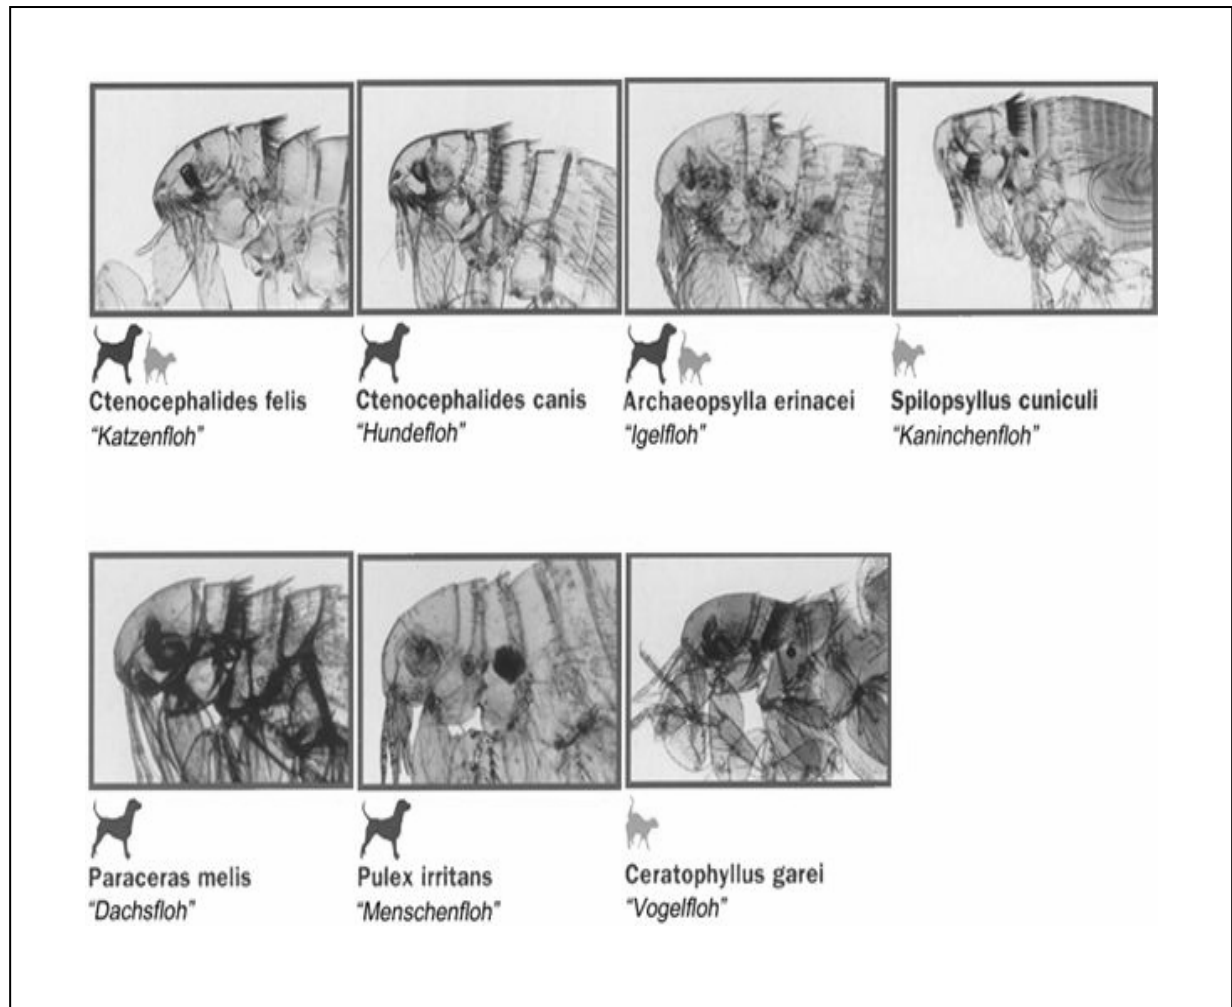 Ctenocephalides felis
"Katzenfloh"
Ctenocephalides canis
"Hundefloh"
Archaeopsylla erinacei
"Igelfloh"
Spilopsyllus cuniculi
"Kaninchenfloh"
Paraceras melis
"Dachsfloh"
Pulex irritans
"Menschenfloh"
Ceratophyllus garei
"Vogelfloh"